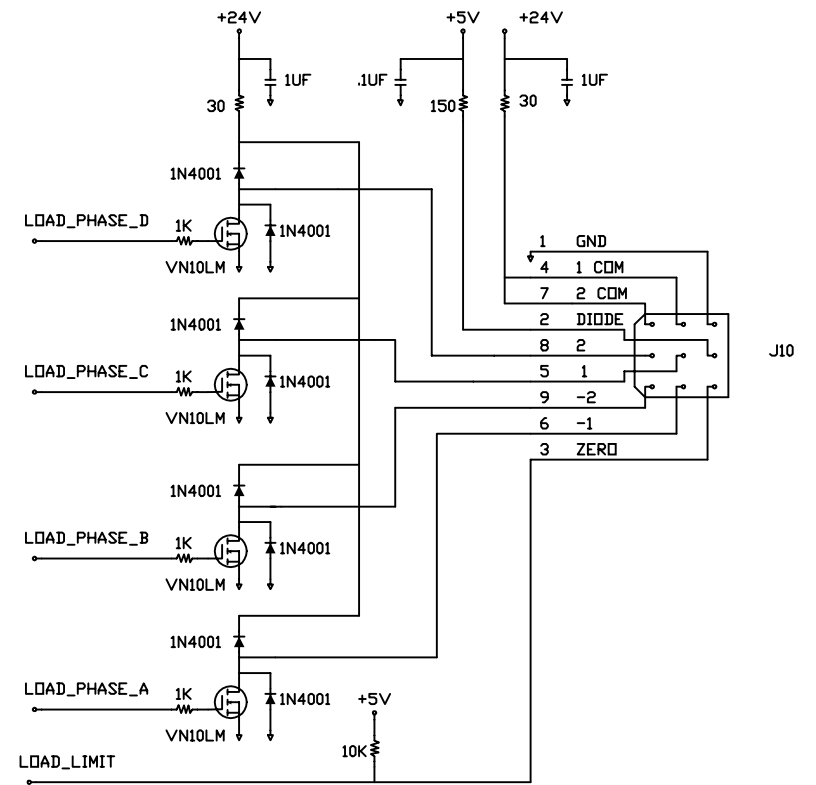 +24V
+5V
+24V
1UF
.1UF
1UF
30
150
30
1N4001
LOAD_PHASE_D
1K
1N4001
VN10LM
1 GND
4 1 COM
7 2 COM
2 DIODE
8 2
5 1
9 -2
6 -1
3 ZERO
J10
1N4001
LOAD_PHASE_C
1K
1N4001
VN10LM
1N4001
LOAD_PHASE_B
1K
1N4001
VN10LM
1N4001
LOAD_PHASE_A
1K
1N4001
VN10LM
+5V
10K
LOAD_LIMIT